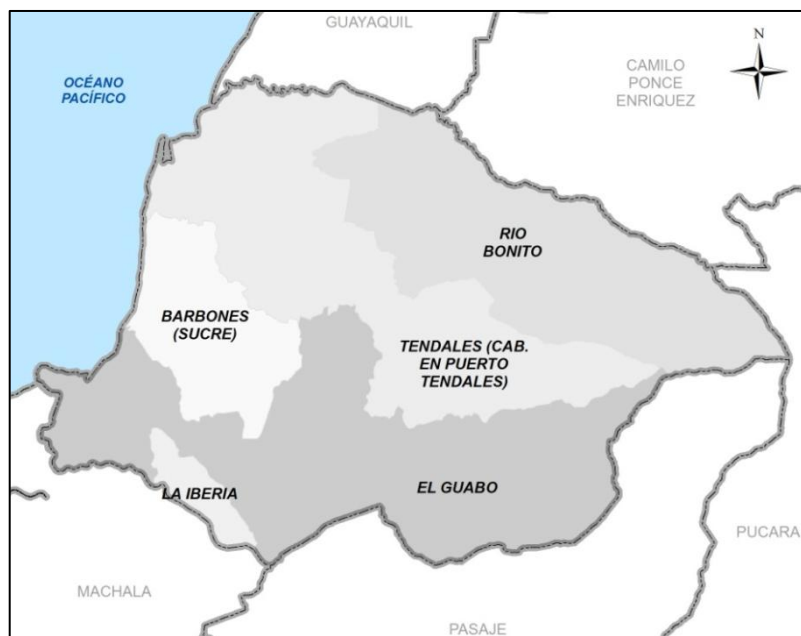 GUAYAQUIL
N
OCÉANO
PACÍFICO
CAMILO
PONCE
ENRIQUEZ
RIO
BONITO
BARBONES
(SUCRE)
TENDALES (CAB.
EN PUERTO
TENDALES)
LA IBERIA
EL GUABO
PUCARA
MACHALA
PASAJE